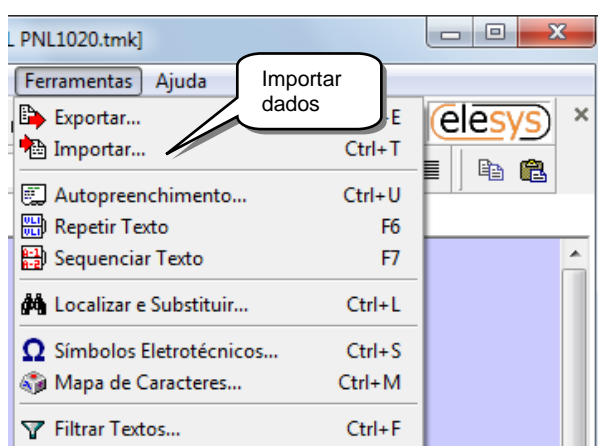 L PNL1020.tmk]
Ferramentas Ajuda
Importar
dados
Exportar... -E
elesys
Importar... Ctrl+T
Autopreenchimento... Ctrl+U
Repetir Texto F6
Sequenciar Texto F7
Localizar e Substituir... Ctrl+L
Símbolos Eletrotécnicos... Ctrl+S
Mapa de Caracteres... Ctrl+M
Filtrar Textos... Ctrl+F